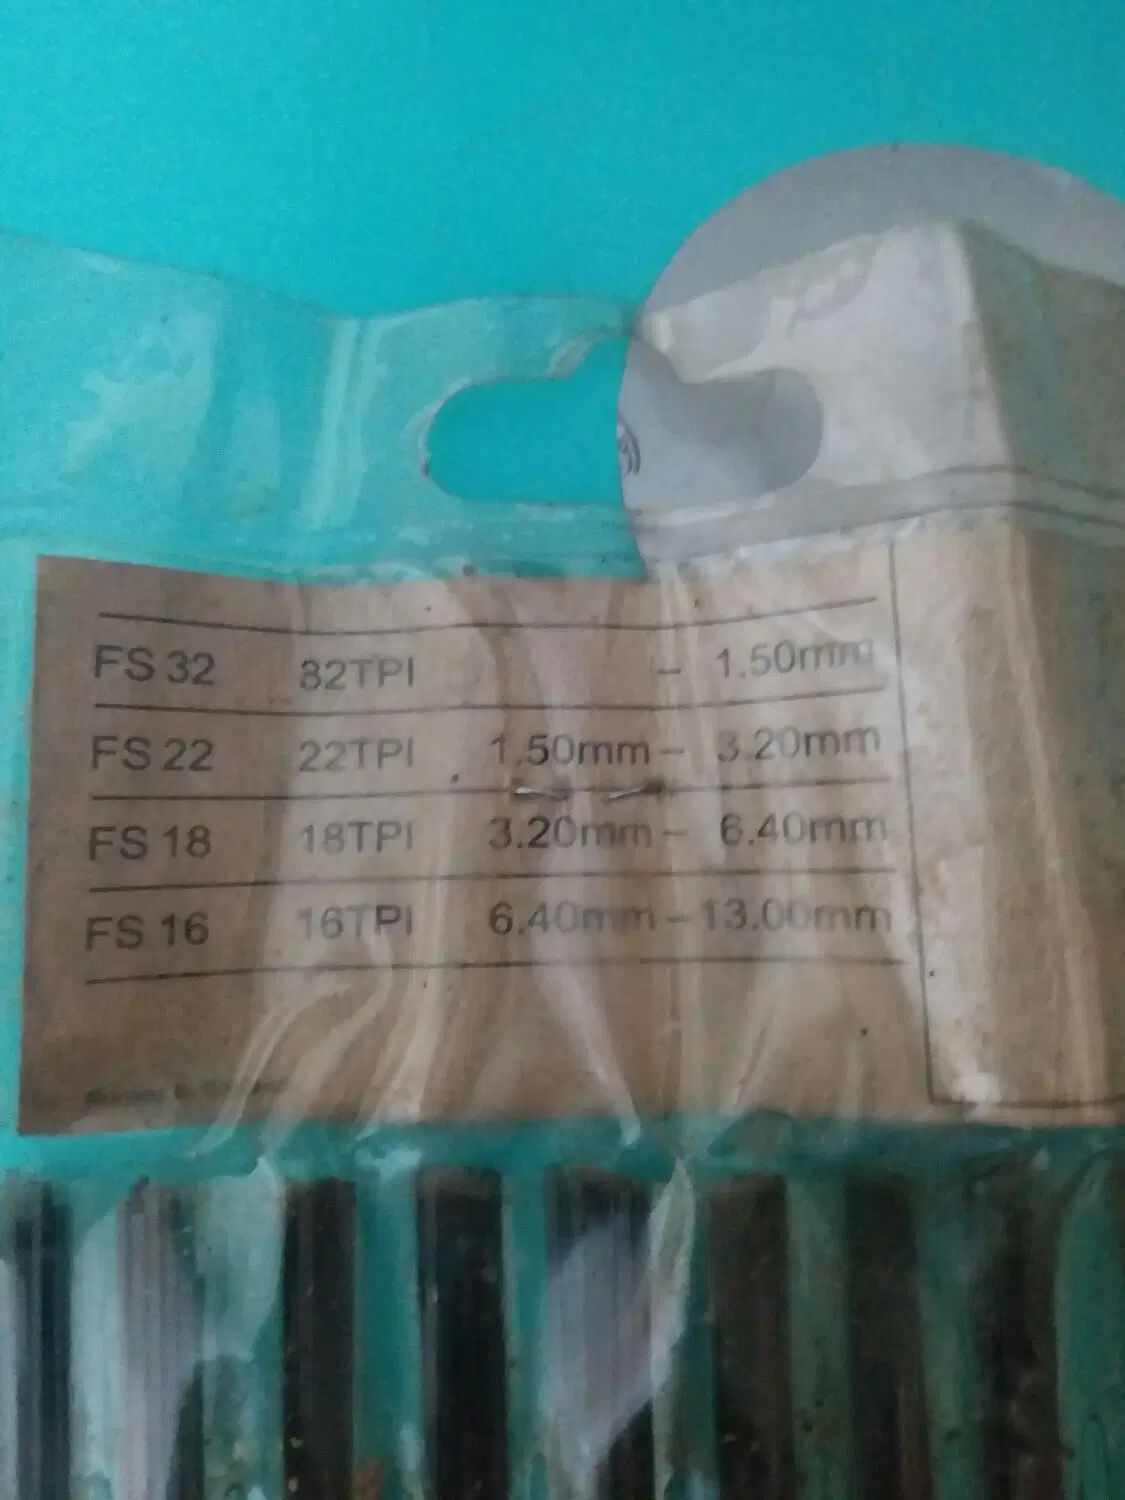 FS 32 82TPI – 1.50mm
FS 22 22TPI 1.50mm – 3.20mm
FS 18 18TPI 3.20mm – 6.40mm
FS 16 16TPI 6.40mm – 13.00mm